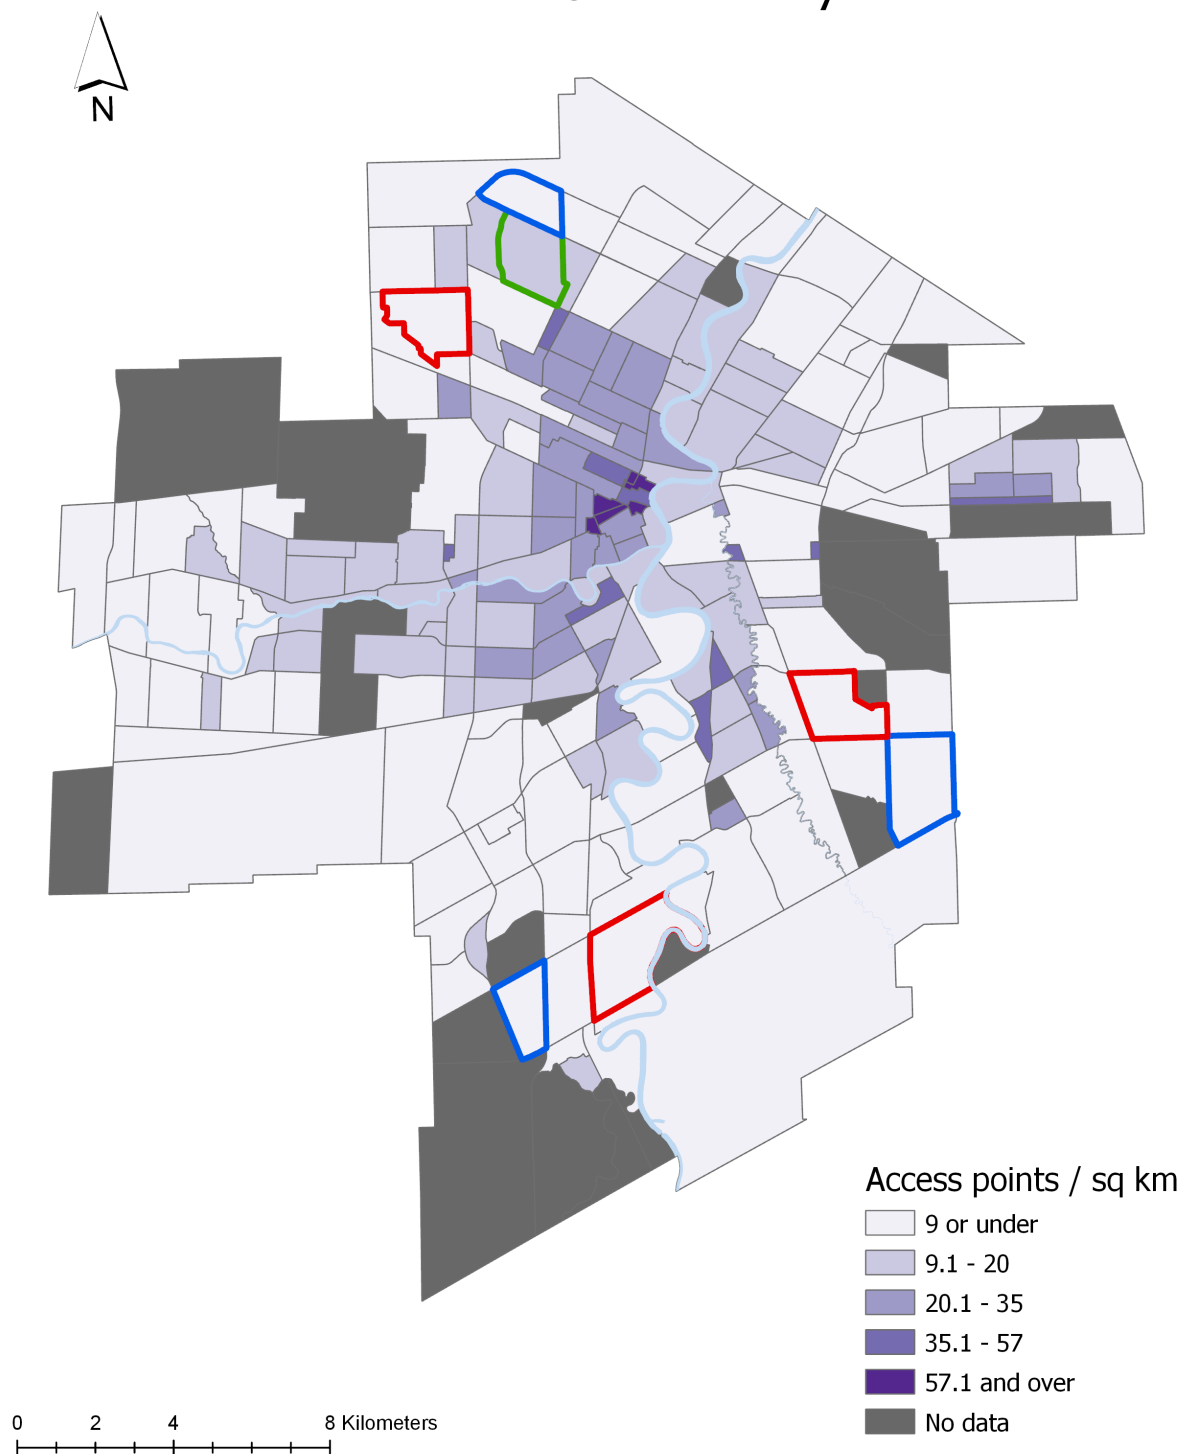 N
Access points / sq km
9 or under
9.1 - 20
20.1 - 35
35.1 - 57
57.1 and over
No data
0 2 4 8 Kilometers